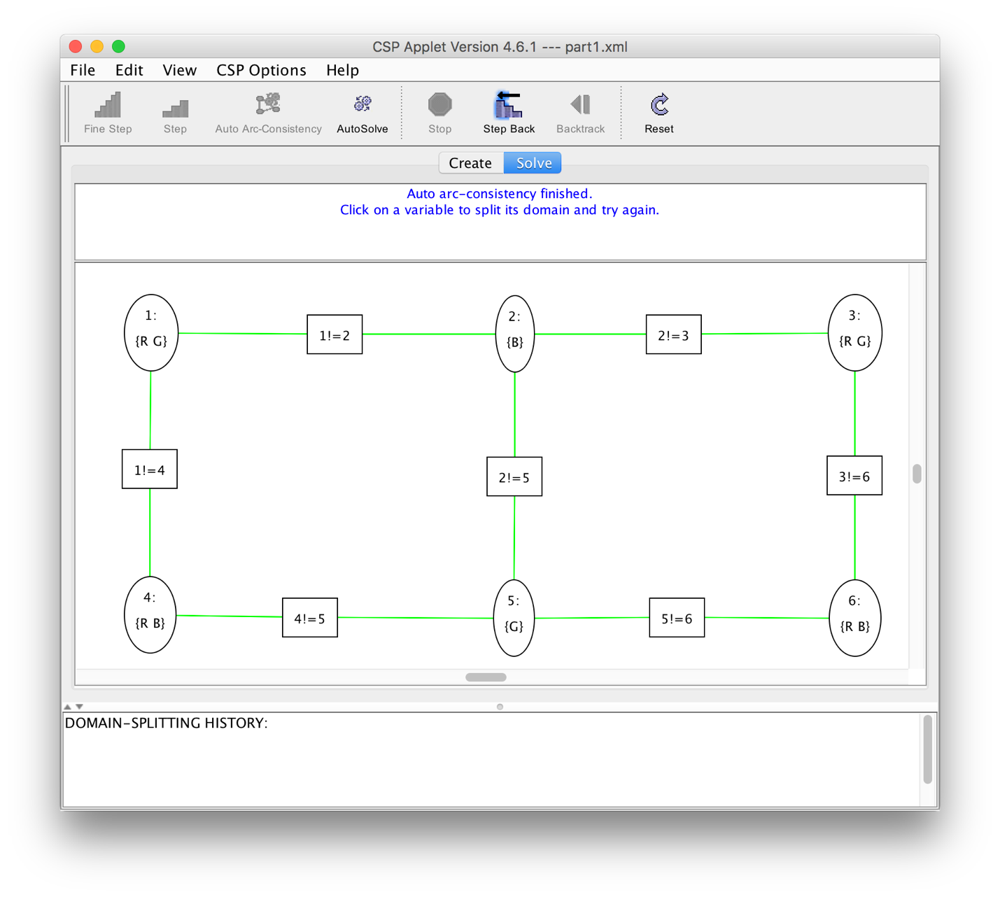 CSP Applet Version 4.6.1 --- part1.xml
File Edit View CSP Options Help
Fine Step Step Auto Arc-Consistency AutoSolve Stop Step Back Backtrack Reset
Create Solve
Auto arc-consistency finished.
Click on a variable to split its domain and try again.
1: 2: 3:
{R G} 1!=2 {B} 2!=3 {R G}
1!=4 2!=5 3!=6
4: 5: 6:
{R B} 4!=5 {G} 5!=6 {R B}
DOMAIN-SPLITTING HISTORY: